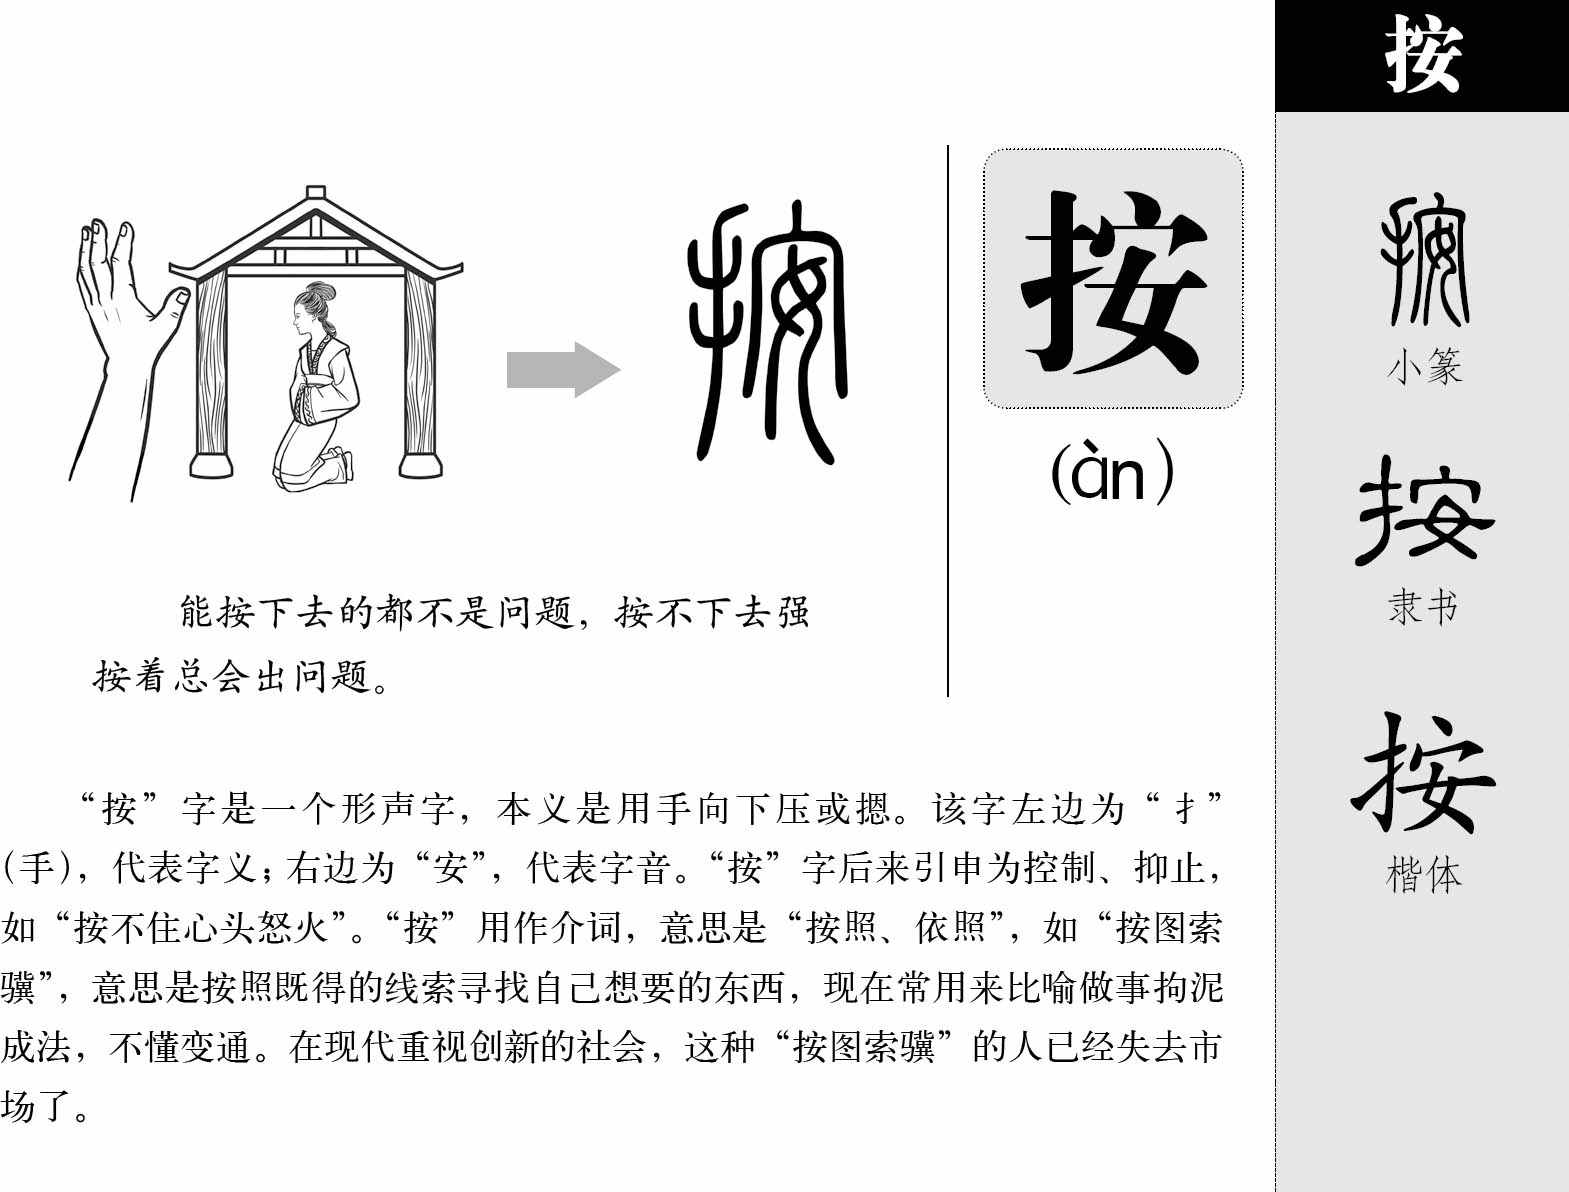 按
按
(àn)
能按下去的都不是问题，按不下去强
按着总会出问题。
“按”字是一个形声字，本义是用手向下压或摁。该字左边为“扌”
（手），代表字义；右边为“安”，代表字音。“按”字后来引申为控制、抑止，
如“按不住心头怒火”。“按”用作介词，意思是“按照、依照”，如“按图索
骥”，意思是按照既得的线索寻找自己想要的东西，现在常用来比喻做事拘泥
成法，不懂变通。在现代重视创新的社会，这种“按图索骥”的人已经失去市
场了。
按
按
小篆
按
隶书
按
楷体